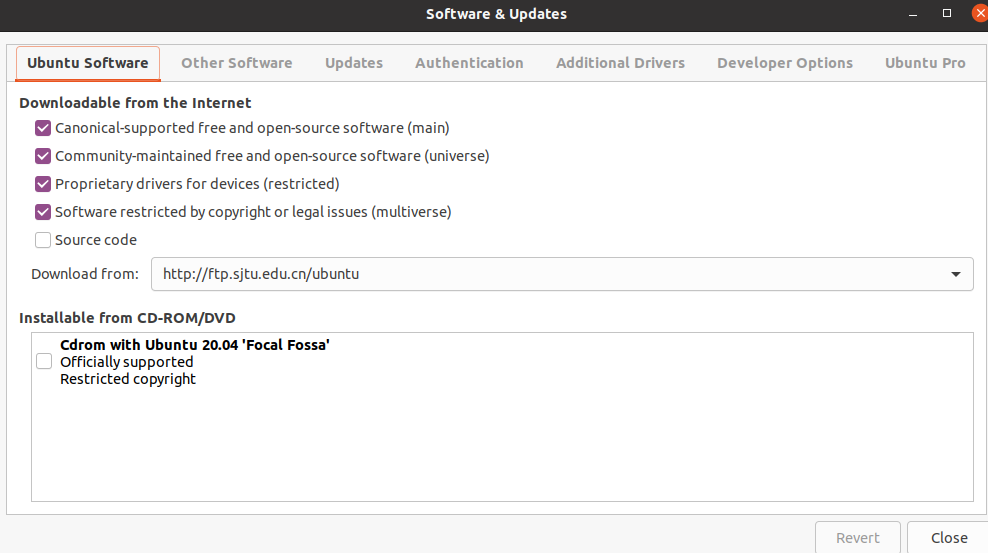 Software & Updates
Ubuntu Software Other Software Updates Authentication Additional Drivers Developer Options Ubuntu Pro
Downloadable from the Internet
Canonical-supported free and open-source software (main)
Community-maintained free and open-source software (universe)
Proprietary drivers for devices (restricted)
Software restricted by copyright or legal issues (multiverse)
Source code
Download from: http://ftp.sjtu.edu.cn/ubuntu
Installable from CD-ROM/DVD
Cdrom with Ubuntu 20.04 'Focal Fossa'
Officially supported
Restricted copyright
Revert Close